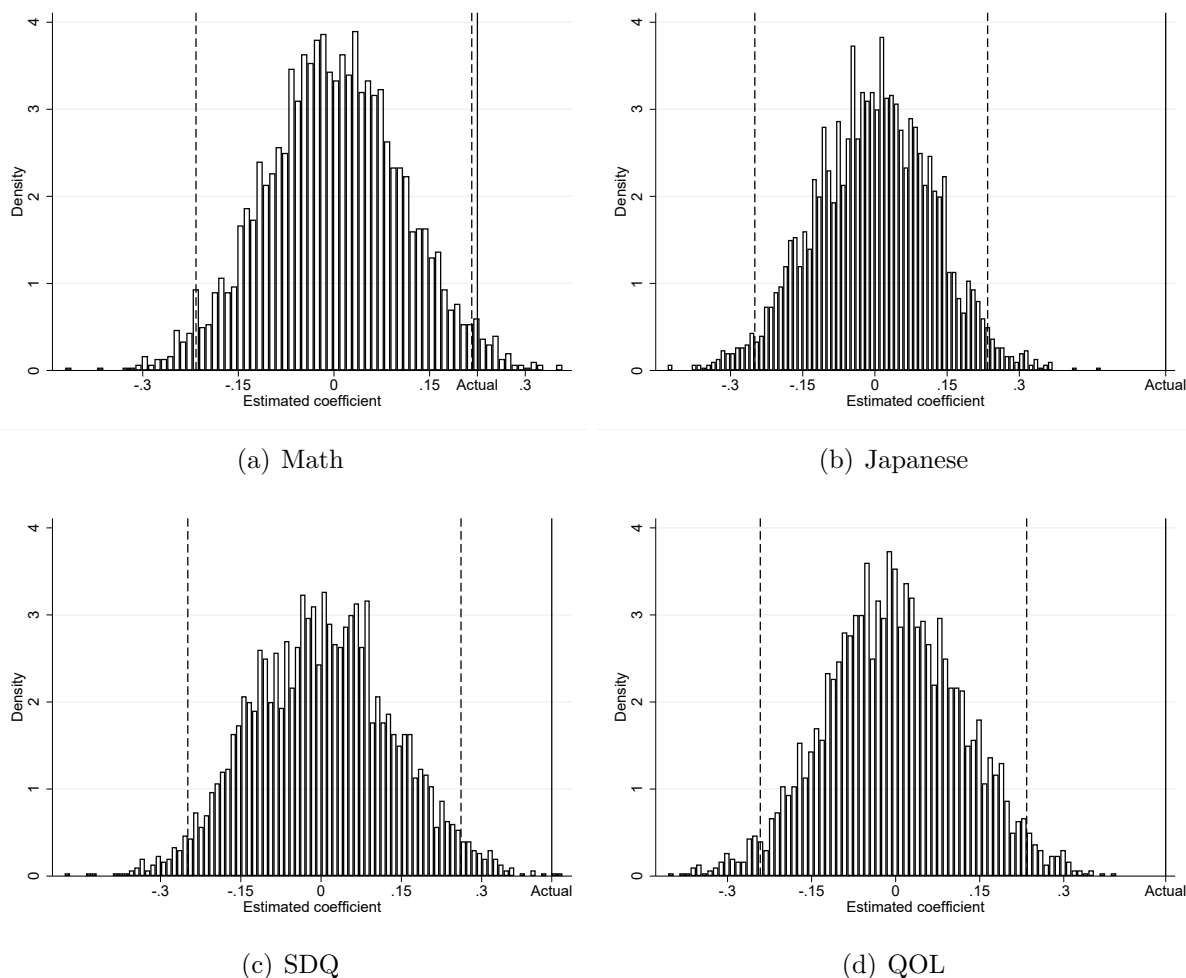 4
3
2
1
0
Density
-.3 -.15 0 .15 Actual .3
Estimated coefficient
(a) Math
4
3
2
1
0
Density
-.3 -.15 0 .15 .3 Actual
Estimated coefficient
(b) Japanese
4
3
2
1
0
Density
-.3 -.15 0 .15 .3 Actual
Estimated coefficient
(c) SDQ
4
3
2
1
0
Density
-.3 -.15 0 .15 .3 Actual
Estimated coefficient
(d) QOL